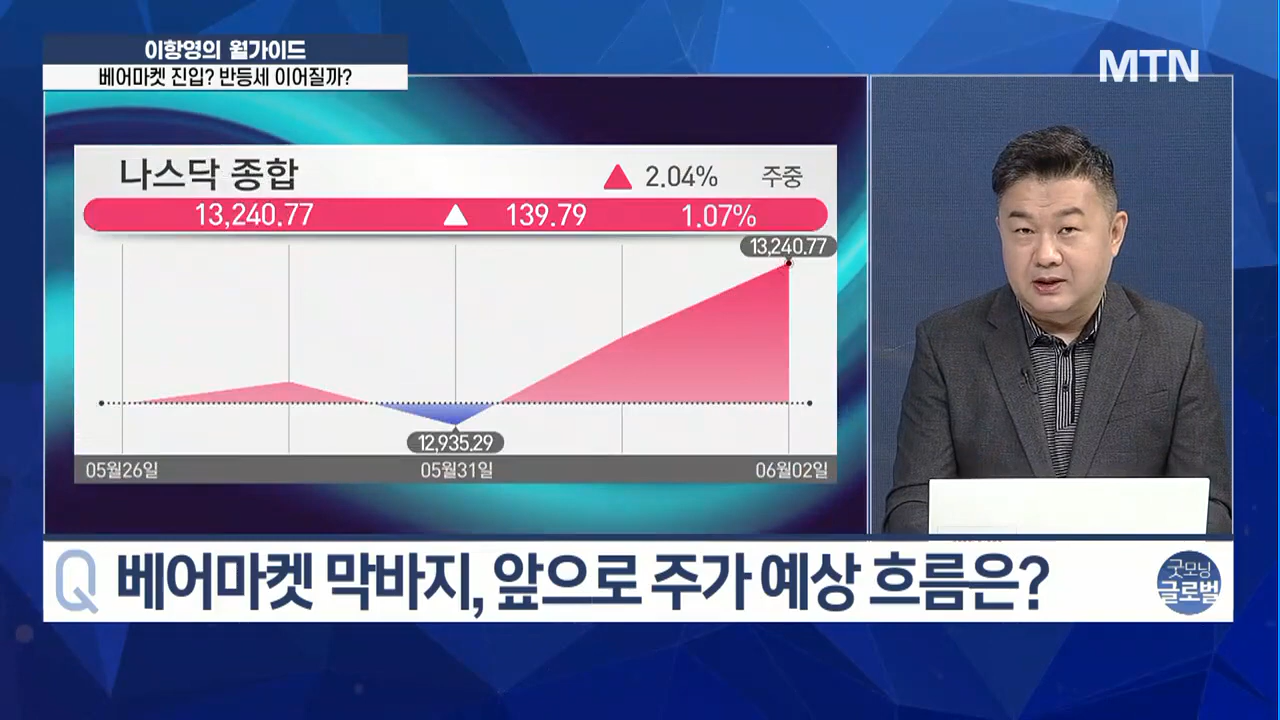 이항영의 월가이드
베어마켓 진입? 반등세 이어질까?
MTN
나스닥 종합 ▲ 2.04% 주중
13,240.77 ▲ 139.79 1.07%
13,240.77
12,935.29
05월26일 05월31일 06월02일
Q 베어마켓 막바지, 앞으로 주가 예상 흐름은?
굿모닝
글로벌